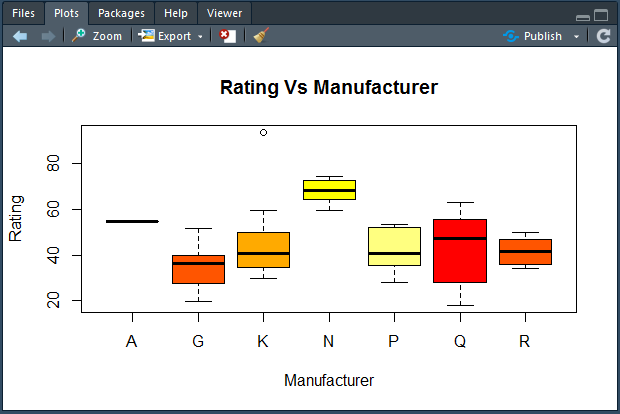 Files Plots Packages Help Viewer
Zoom Export Publish
Rating Vs Manufacturer
80
60
40
20
Rating
A G K N P Q R
Manufacturer